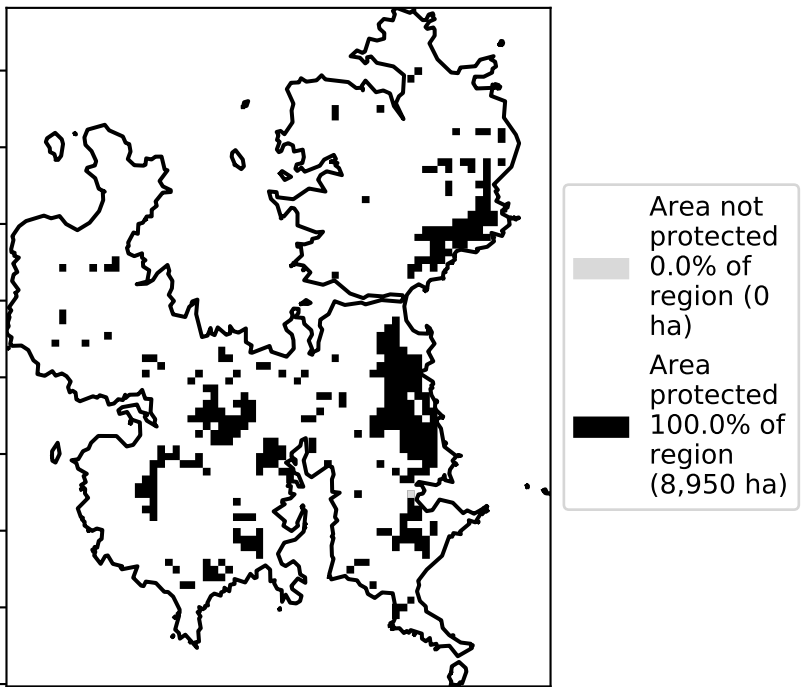 Area not
protected
0.0% of
region (0
ha)
Area
protected
100.0% of
region
(8,950 ha)